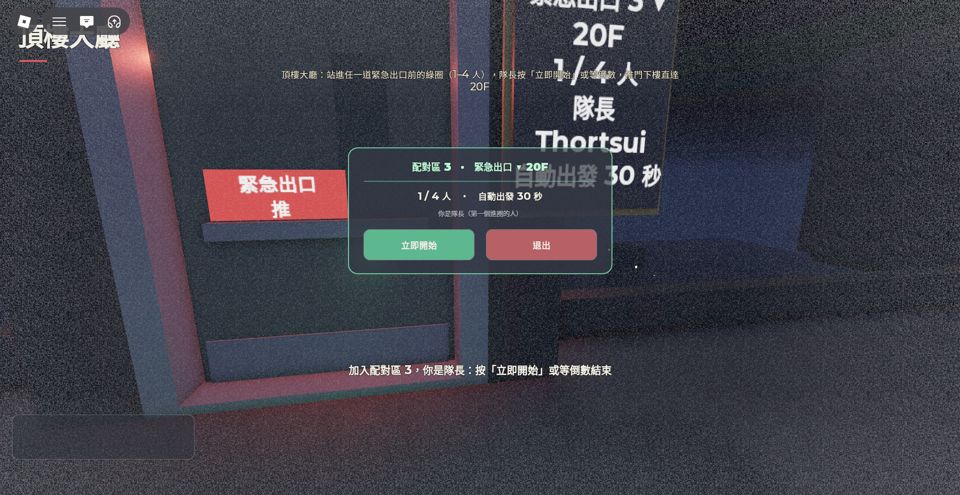 頂樓大廳
頂樓大廳：站進任一道緊急出口前的綠圈（1–4 人），隊長按「立即開始」或等倒數，推門下樓直達
20F
緊急出口 3 ▼
20F
1/4 人
隊長
Thortsui
自動出發 30 秒
緊急出口
推
配對區 3 • 緊急出口 ▼ 20F
1 / 4 人 · 自動出發 30 秒
你是隊長（第一個進圈的人）
立即開始
退出
加入配對區 3，你是隊長：按「立即開始」或等倒數結束